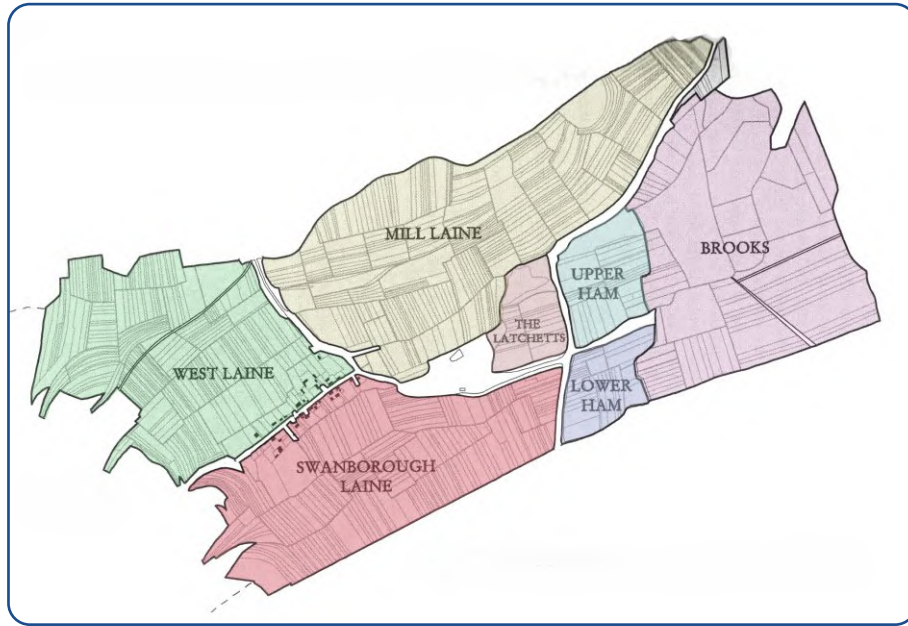 MILL LAINE
BROOKS
UPPER
HAM
THE
LATCHETTS
WEST LAINE
LOWER
HAM
SWANBOROUGH
LAINE